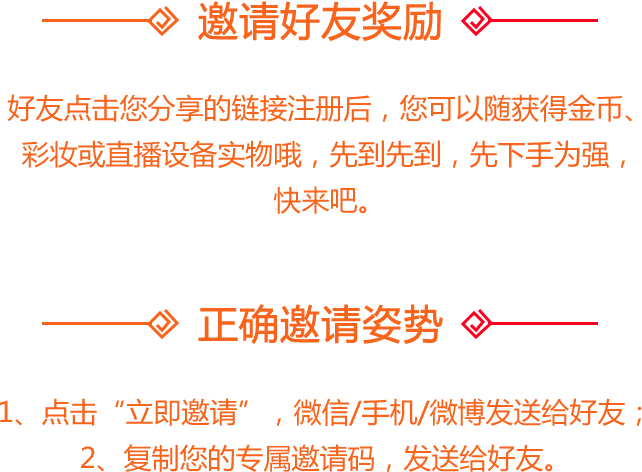 邀请好友奖励
好友点击您分享的链接注册后，您可以随获得金币、
彩妆或直播设备实物哦，先到先到，先下手为强，
快来吧。
正确邀请姿势
1、点击“立即邀请”，微信/手机/微博发送给好友；
2、复制您的专属邀请码，发送给好友。